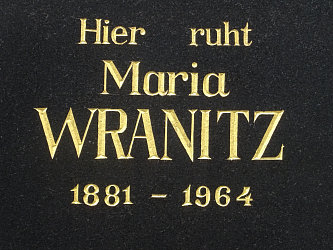 Hier ruht
Maria
WRANITZ
1881 - 1964